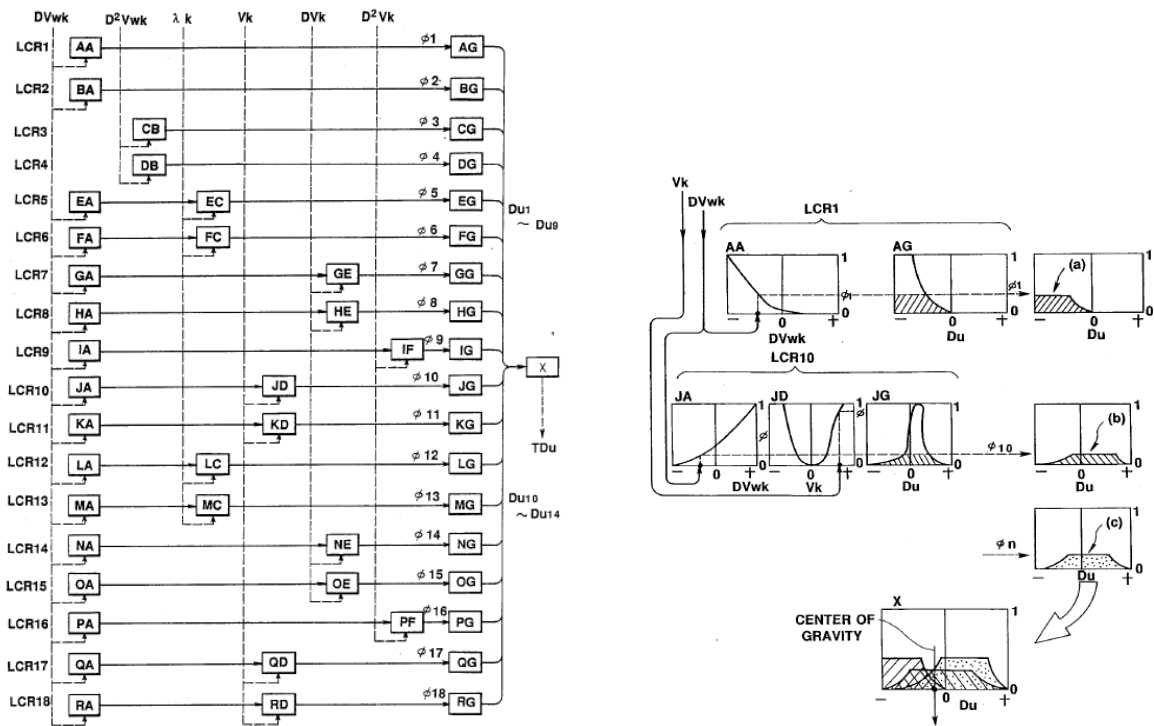 DVwk D²Vwk λk Vk DVk D²Vk
LCR1 AA ϕ1 AG
LCR2 BA ϕ2 BG
LCR3 CB ϕ3 CG
LCR4 DB ϕ4 DG
LCR5 EA EC ϕ5 EG
Du1
~ Du9
LCR6 FA FC ϕ6 FG
LCR7 GA GE ϕ7 GG
LCR8 HA HE ϕ8 HG
LCR9 IA IF ϕ9 IG
X
TDu
LCR10 JA JD ϕ10 JG
LCR11 KA KD ϕ11 KG
LCR12 LA LC ϕ12 LG
LCR13 MA MC ϕ13 MG
Du10
~ Du14
LCR14 NA NE ϕ14 NG
LCR15 OA OE ϕ15 OG
LCR16 PA PF ϕ16 PG
LCR17 QA QD ϕ17 QG
LCR18 RA RD ϕ18 RG
Vk
DVwk
LCR1
AA 1 AG 1 1
(a)
ϕ1 ϕ1
0 0 0
− 0 + − 0 + − 0 +
DVwk Du Du
LCR10
JA JD 1 JG 1 1
ϕ ϕ (b)
ϕ10
0 0 0
− 0 + − 0 + − 0 + − 0 +
DVwk Vk Du Du
1
(c)
ϕn
0
− Du +
X 1
CENTER OF
GRAVITY
0
− 0 +
Du